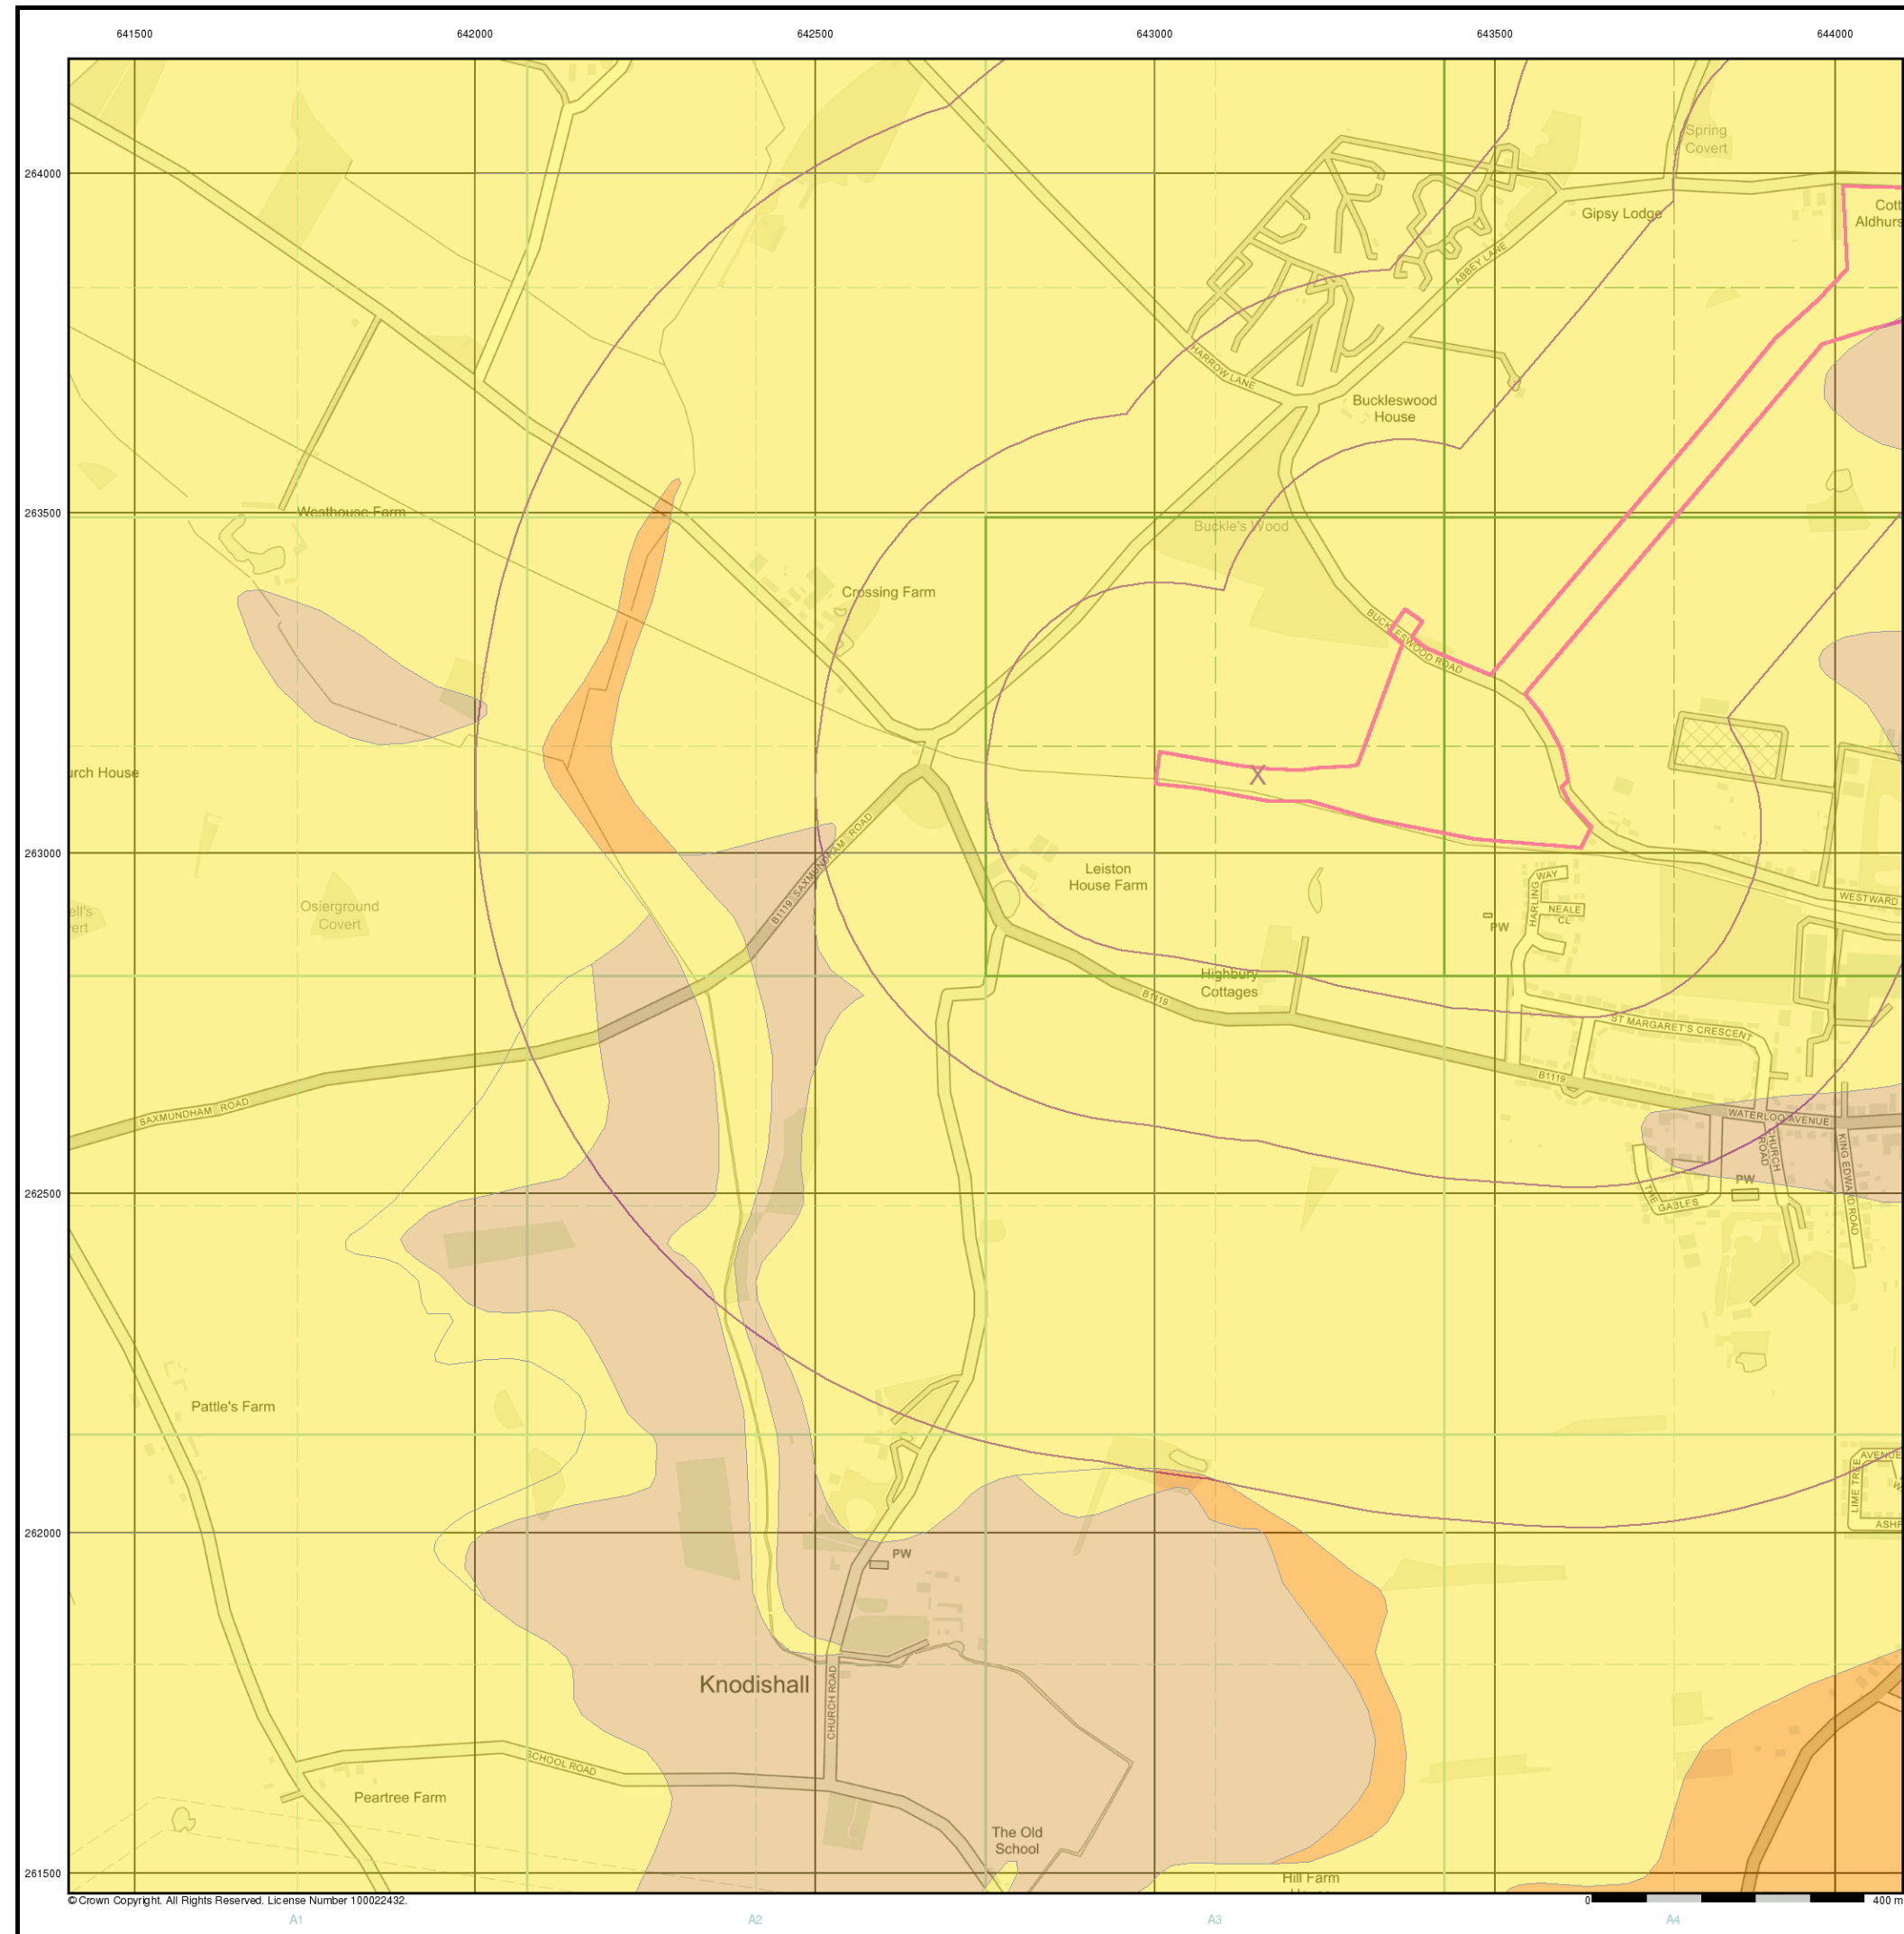 641500
642000
642500
643000
643500
644000
264000
263500
263000
262500
262000
261500
Spring
Covert
Gipsy Lodge
Cott
Aldhurs
ABBEY LANE
HARROW LANE
Buckleswood
House
Westhouse Farm
Buckle's Wood
Crossing Farm
BUCKLESWOOD ROAD
urch House
X
Leiston
House Farm
B1119 SAXMUNDHAM ROAD
HARLING
WAY
NEALE
CL
PW
WESTWARD
ell's
ert
Osierground
Covert
Highbury
Cottages
B1119
ST MARGARET'S CRESCENT
B1119
SAXMUNDHAM ROAD
WATERLOO AVENUE
CHURCH
ROAD
KING EDWARD ROAD
PW
THE
GABLES
Pattle's Farm
AVENUE
LIME TREE
W
ASHF
PW
Knodishall
CHURCH ROAD
SCHOOL ROAD
Peartree Farm
The Old
School
Hill Farm
© Crown Copyright. All Rights Reserved. License Number 100022432.
0
400 m
A1
A2
A3
A4